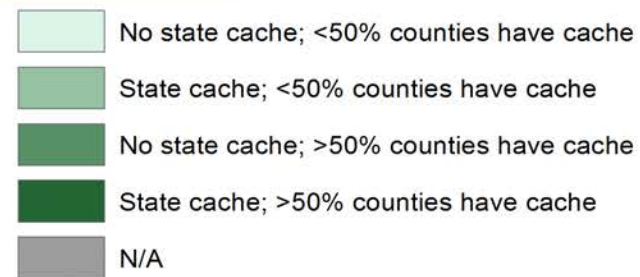 No state cache; <50% counties have cache
State cache; <50% counties have cache
No state cache; >50% counties have cache
State cache; >50% counties have cache
N/A